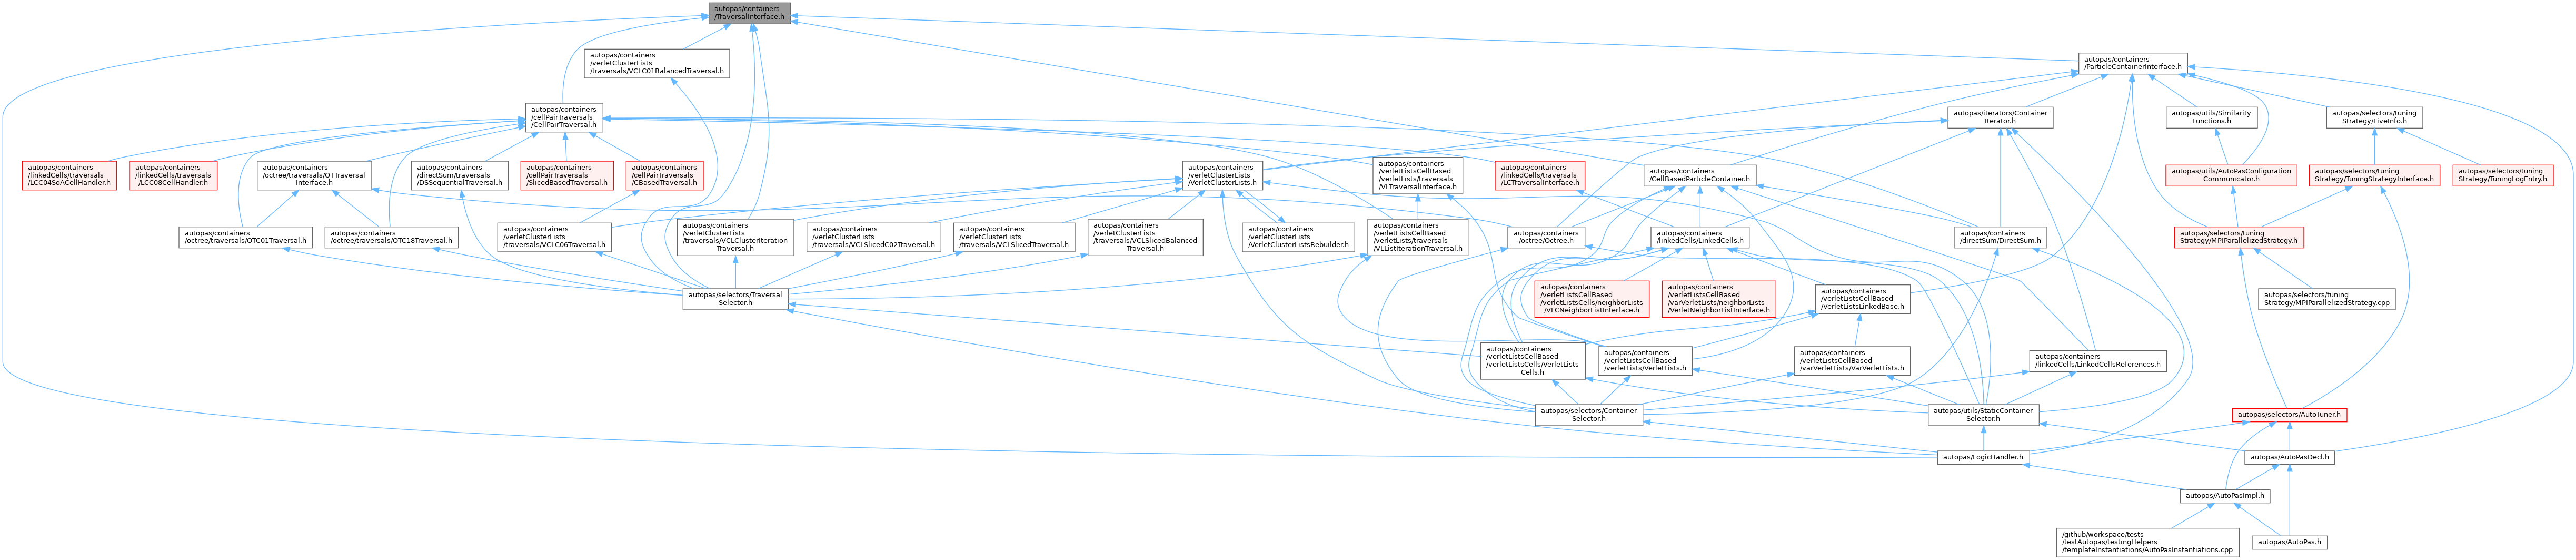 autopas/containers
/TraversalInterface.h
autopas/containers
/verletClusterLists
/traversals/VCLC01BalancedTraversal.h
autopas/containers
/ParticleContainerInterface.h
autopas/containers
/cellPairTraversals
/CellPairTraversal.h
autopas/iterators/Container
Iterator.h
autopas/utils/Similarity
Functions.h
autopas/selectors/tuning
Strategy/LiveInfo.h
autopas/containers
/linkedCells/traversals
/LCC04SoACellHandler.h
autopas/containers
/linkedCells/traversals
/LCC08CellHandler.h
autopas/containers
/octree/traversals/OTTraversal
Interface.h
autopas/containers
/directSum/traversals
/DSSequentialTraversal.h
autopas/containers
/cellPairTraversals
/SlicedBasedTraversal.h
autopas/containers
/cellPairTraversals
/CBasedTraversal.h
autopas/containers
/verletClusterLists
/VerletClusterLists.h
autopas/containers
/verletListsCellBased
/verletLists/traversals
/VLTraversalInterface.h
autopas/containers
/linkedCells/traversals
/LCTraversalInterface.h
autopas/containers
/CellBasedParticleContainer.h
autopas/utils/AutoPasConfiguration
Communicator.h
autopas/selectors/tuning
Strategy/TuningStrategyInterface.h
autopas/selectors/tuning
Strategy/TuningLogEntry.h
autopas/containers
/octree/traversals/OTC01Traversal.h
autopas/containers
/octree/traversals/OTC18Traversal.h
autopas/containers
/verletClusterLists
/traversals/VCLC06Traversal.h
autopas/containers
/verletClusterLists
/traversals/VCLClusterIteration
Traversal.h
autopas/containers
/verletClusterLists
/traversals/VCLSlicedC02Traversal.h
autopas/containers
/verletClusterLists
/traversals/VCLSlicedTraversal.h
autopas/containers
/verletClusterLists
/traversals/VCLSlicedBalanced
Traversal.h
autopas/containers
/verletClusterLists
/VerletClusterListsRebuilder.h
autopas/containers
/verletListsCellBased
/verletLists/traversals
/VLListIterationTraversal.h
autopas/containers
/octree/Octree.h
autopas/containers
/linkedCells/LinkedCells.h
autopas/containers
/directSum/DirectSum.h
autopas/selectors/tuning
Strategy/MPIParallelizedStrategy.h
autopas/selectors/Traversal
Selector.h
autopas/containers
/verletListsCellBased
/verletListsCells/neighborLists
/VLCNeighborListInterface.h
autopas/containers
/verletListsCellBased
/varVerletLists/neighborLists
/VerletNeighborListInterface.h
autopas/containers
/verletListsCellBased
/VerletListsLinkedBase.h
autopas/selectors/tuning
Strategy/MPIParallelizedStrategy.cpp
autopas/containers
/verletListsCellBased
/verletListsCells/VerletLists
Cells.h
autopas/containers
/verletListsCellBased
/verletLists/VerletLists.h
autopas/containers
/verletListsCellBased
/varVerletLists/VarVerletLists.h
autopas/containers
/linkedCells/LinkedCellsReferences.h
autopas/selectors/Container
Selector.h
autopas/utils/StaticContainer
Selector.h
autopas/selectors/AutoTuner.h
autopas/LogicHandler.h
autopas/AutoPasDecl.h
autopas/AutoPasImpl.h
/github/workspace/tests
/testAutopas/testingHelpers
/templateInstantiations/AutoPasInstantiations.cpp
autopas/AutoPas.h